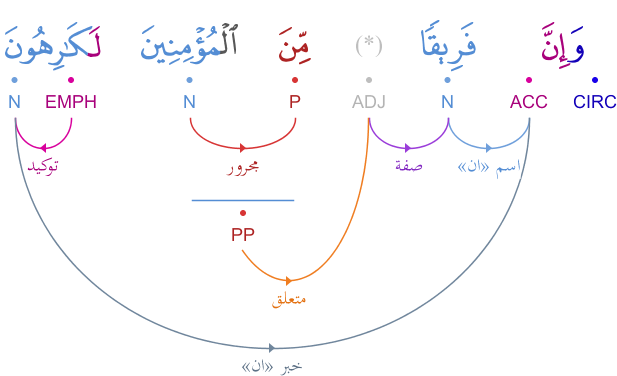 وَإِنَّ فَرِيقًا (*) مِّنَ ٱلْمُؤْمِنِينَ لَكَـٰرِهُونَ
CIRC ACC N ADJ P N EMPH N
اسم «ان» صفة مجرور توكيد
PP
متعلق
خبر «ان»